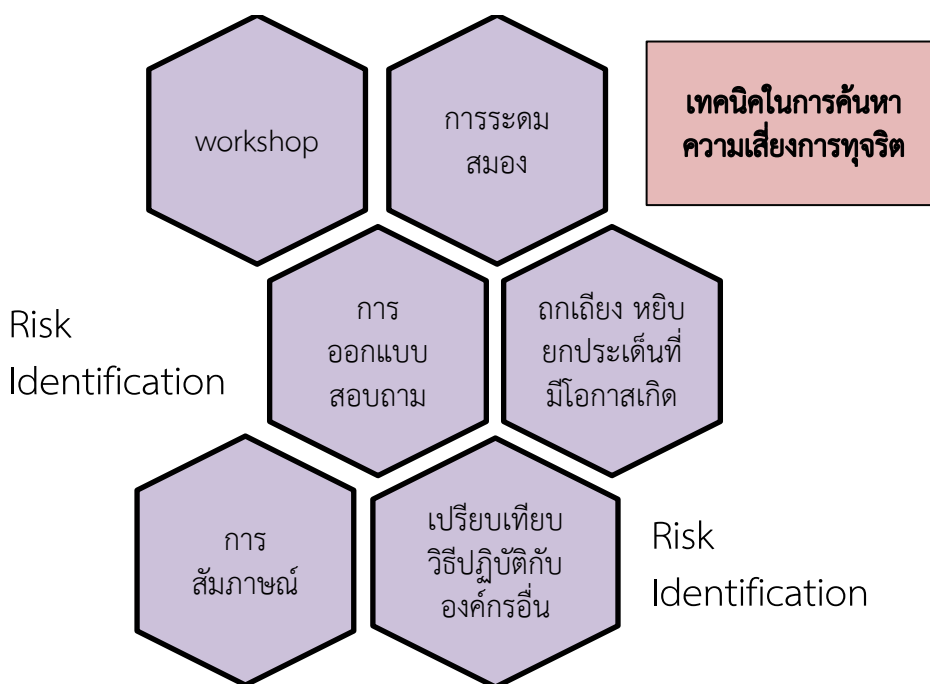 workshop
การระดม
สมอง
เทคนิคในการค้นหา
ความเสี่ยงการทุจริต
Risk
Identification
การ
ออกแบบ
สอบถาม
ถกเถียง หยิบ
ยกประเด็นที่
มีโอกาสเกิด
การ
สัมภาษณ์
เปรียบเทียบ
วิธีปฏิบัติกับ
องค์กรอื่น
Risk
Identification